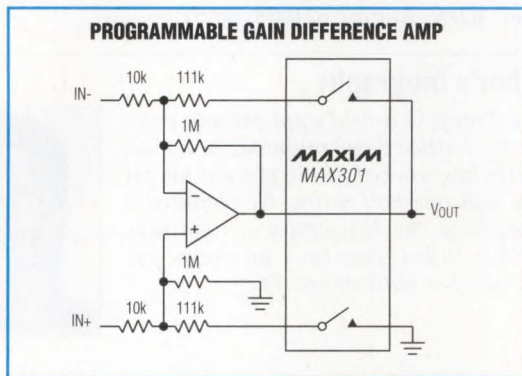 PROGRAMMABLE GAIN DIFFERENCE AMP
10k 111k
IN-
1M
MAXIM
MAX301
VOUT
+
1M
10k 111k
IN+